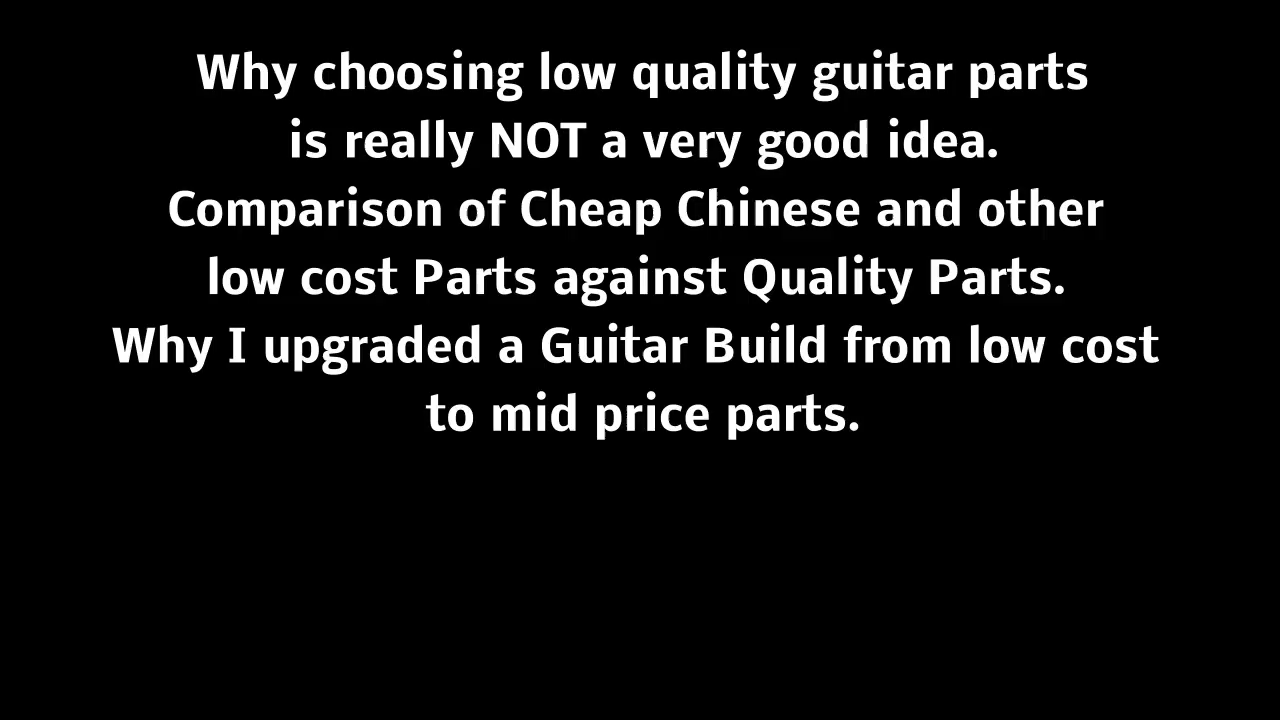 Why choosing low quality guitar parts
is really NOT a very good idea.
Comparison of Cheap Chinese and other
low cost Parts against Quality Parts.
Why I upgraded a Guitar Build from low cost
to mid price parts.